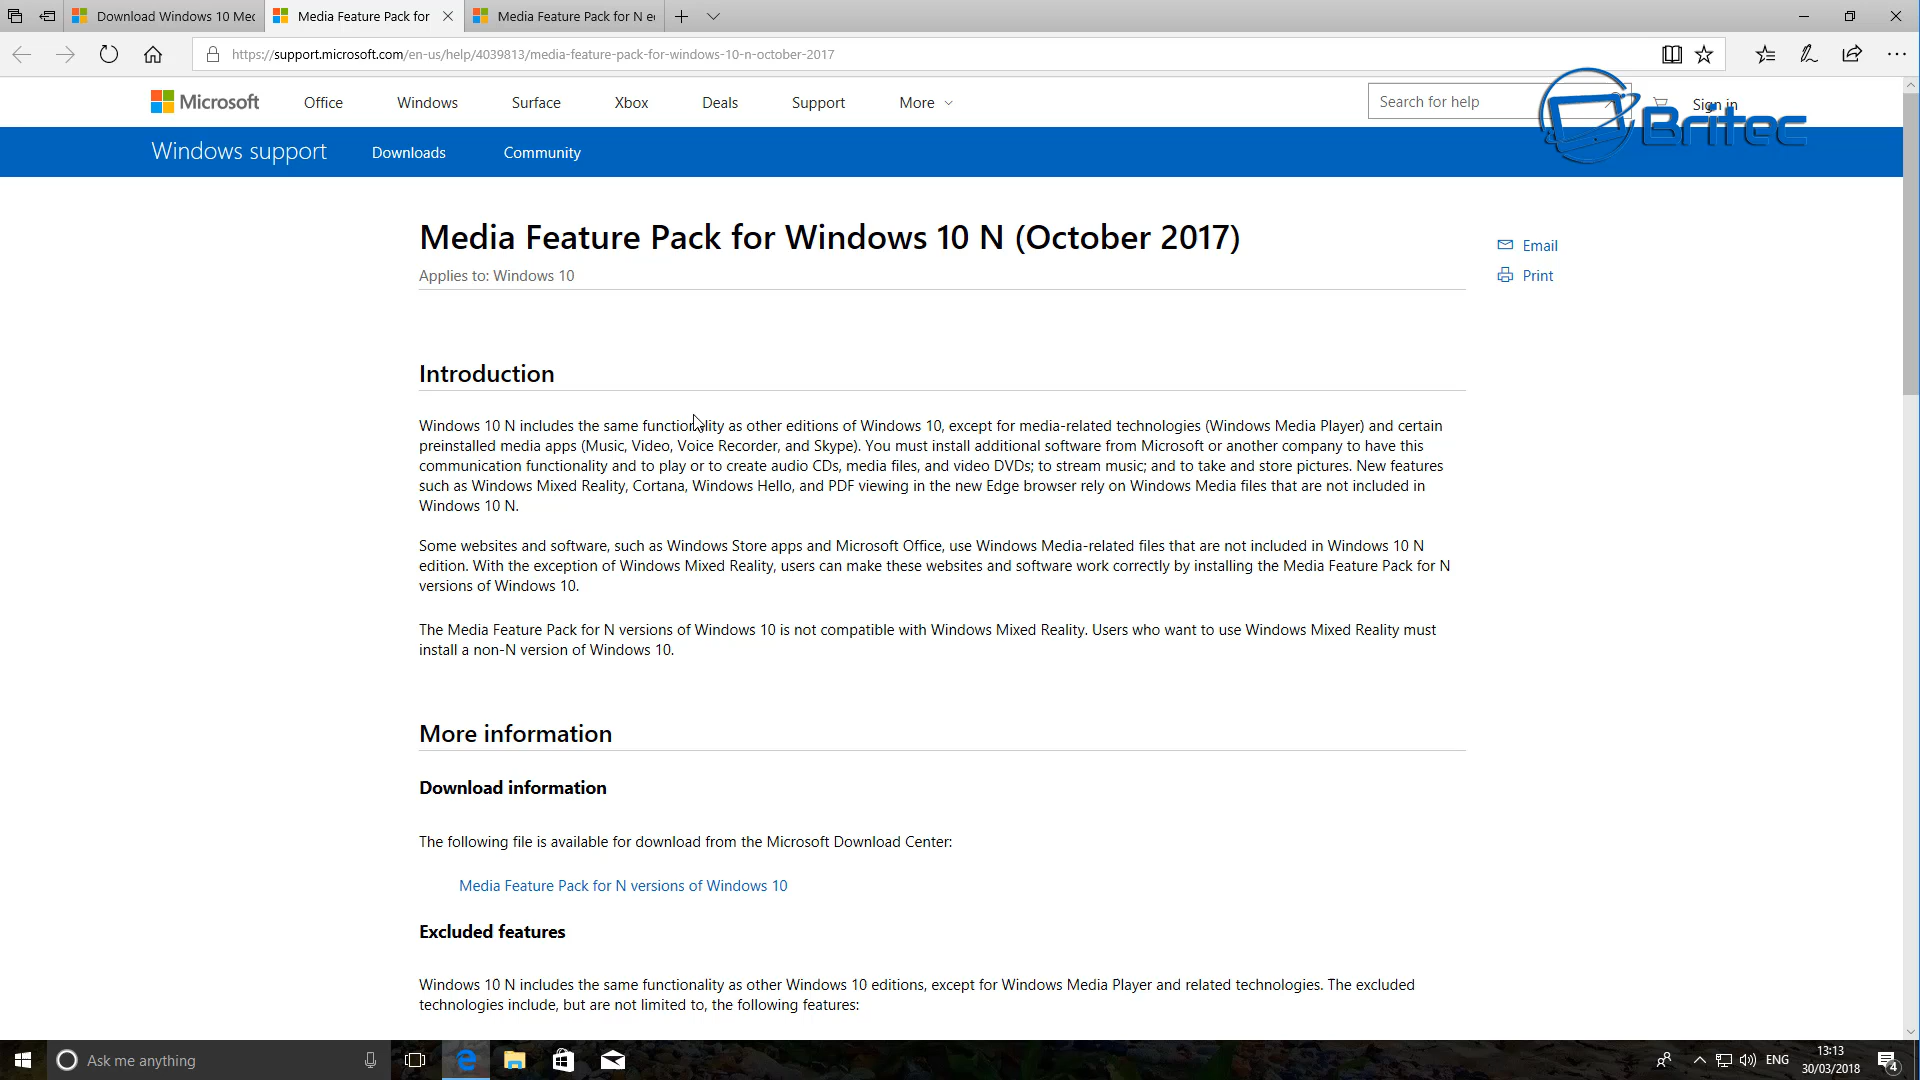 Download Windows 10 Med
Media Feature Pack for
Media Feature Pack for N e
https://support.microsoft.com/en-us/help/4039813/media-feature-pack-for-windows-10-n-october-2017
Microsoft
Office
Windows
Surface
Xbox
Deals
Support
More
Search for help
Sign in
Britec
Windows support
Downloads
Community
Media Feature Pack for Windows 10 N (October 2017)
Email
Applies to: Windows 10
Print
Introduction
Windows 10 N includes the same functionality as other editions of Windows 10, except for media-related technologies (Windows Media Player) and certain
preinstalled media apps (Music, Video, Voice Recorder, and Skype). You must install additional software from Microsoft or another company to have this
communication functionality and to play or to create audio CDs, media files, and video DVDs; to stream music; and to take and store pictures. New features
such as Windows Mixed Reality, Cortana, Windows Hello, and PDF viewing in the new Edge browser rely on Windows Media files that are not included in
Windows 10 N.
Some websites and software, such as Windows Store apps and Microsoft Office, use Windows Media-related files that are not included in Windows 10 N
edition. With the exception of Windows Mixed Reality, users can make these websites and software work correctly by installing the Media Feature Pack for N
versions of Windows 10.
The Media Feature Pack for N versions of Windows 10 is not compatible with Windows Mixed Reality. Users who want to use Windows Mixed Reality must
install a non-N version of Windows 10.
More information
Download information
The following file is available for download from the Microsoft Download Center:
Media Feature Pack for N versions of Windows 10
Excluded features
Windows 10 N includes the same functionality as other Windows 10 editions, except for Windows Media Player and related technologies. The excluded
technologies include, but are not limited to, the following features:
Ask me anything
ENG
13:13
30/03/2018
4